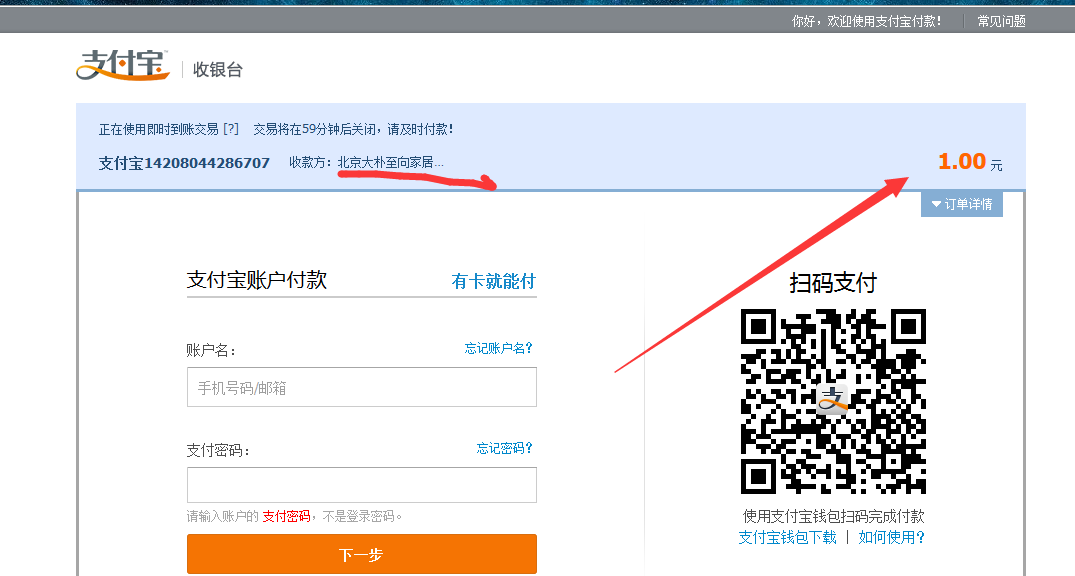 你好，欢迎使用支付宝付款！ 常见问题
支付宝 收银台
正在使用即时到账交易 [?] 交易将在59分钟后关闭，请及时付款！
支付宝14208044286707 收款方：北京大朴至向家居... 1.00 元
订单详情
支付宝账户付款 有卡就能付
账户名： 忘记账户名?
手机号码/邮箱
支付密码： 忘记密码?
请输入账户的 支付密码，不是登录密码。
下一步
扫码支付
支
使用支付宝钱包扫码完成付款
支付宝钱包下载 | 如何使用?